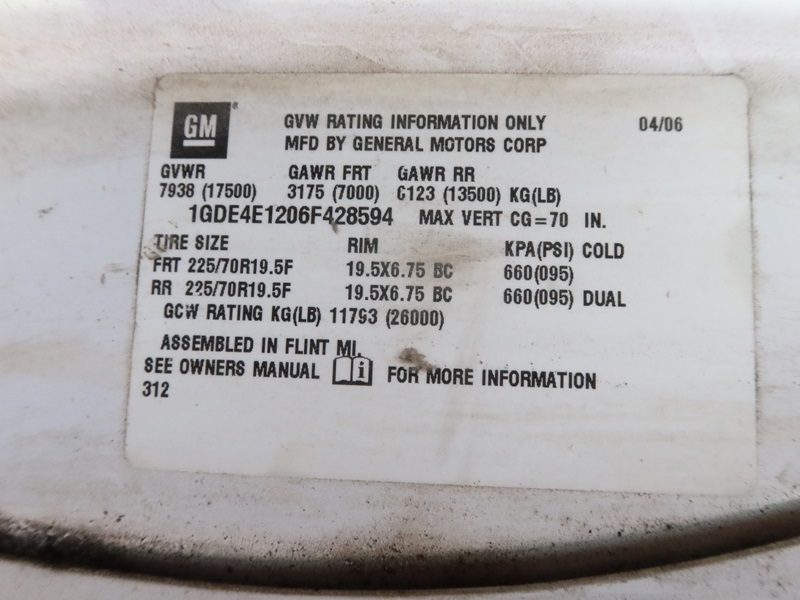 GM
GVW RATING INFORMATION ONLY 04/06
MFD BY GENERAL MOTORS CORP
GVWR GAWR FRT GAWR RR
7938 (17500) 3175 (7000) 6123 (13500) KG(LB)
1GDE4E1206F428594 MAX VERT CG=70 IN.
TIRE SIZE RIM KPA(PSI) COLD
FRT 225/70R19.5F 19.5X6.75 BC 660(095)
RR 225/70R19.5F 19.5X6.75 BC 660(095) DUAL
GCW RATING KG(LB) 11793 (26000)
ASSEMBLED IN FLINT MI.
SEE OWNERS MANUAL i FOR MORE INFORMATION
312